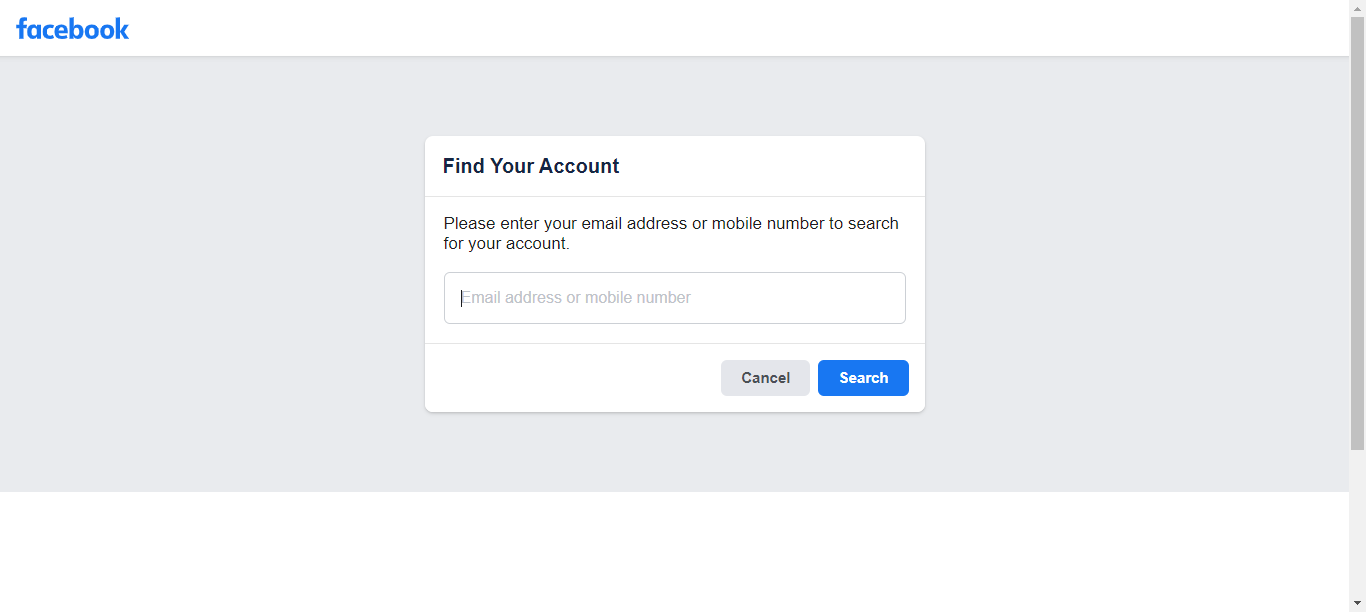 facebook
Find Your Account
Please enter your email address or mobile number to search
for your account.
Email address or mobile number
Cancel
Search